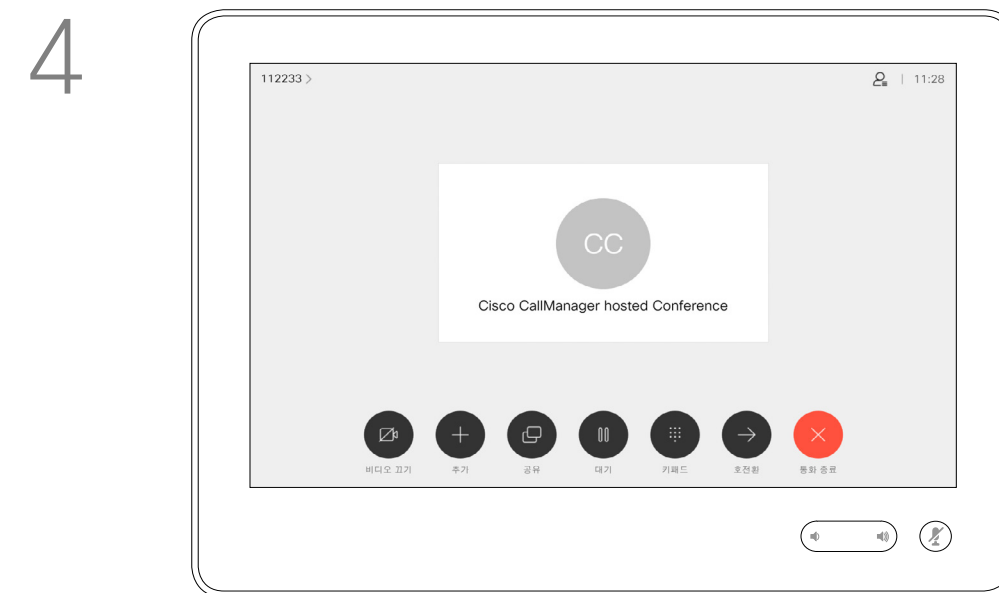 4
112233 >
11:28
CC
Cisco CallManager hosted Conference
비디오 끄기 추가 공유 대기 키패드 호전환 통화 종료